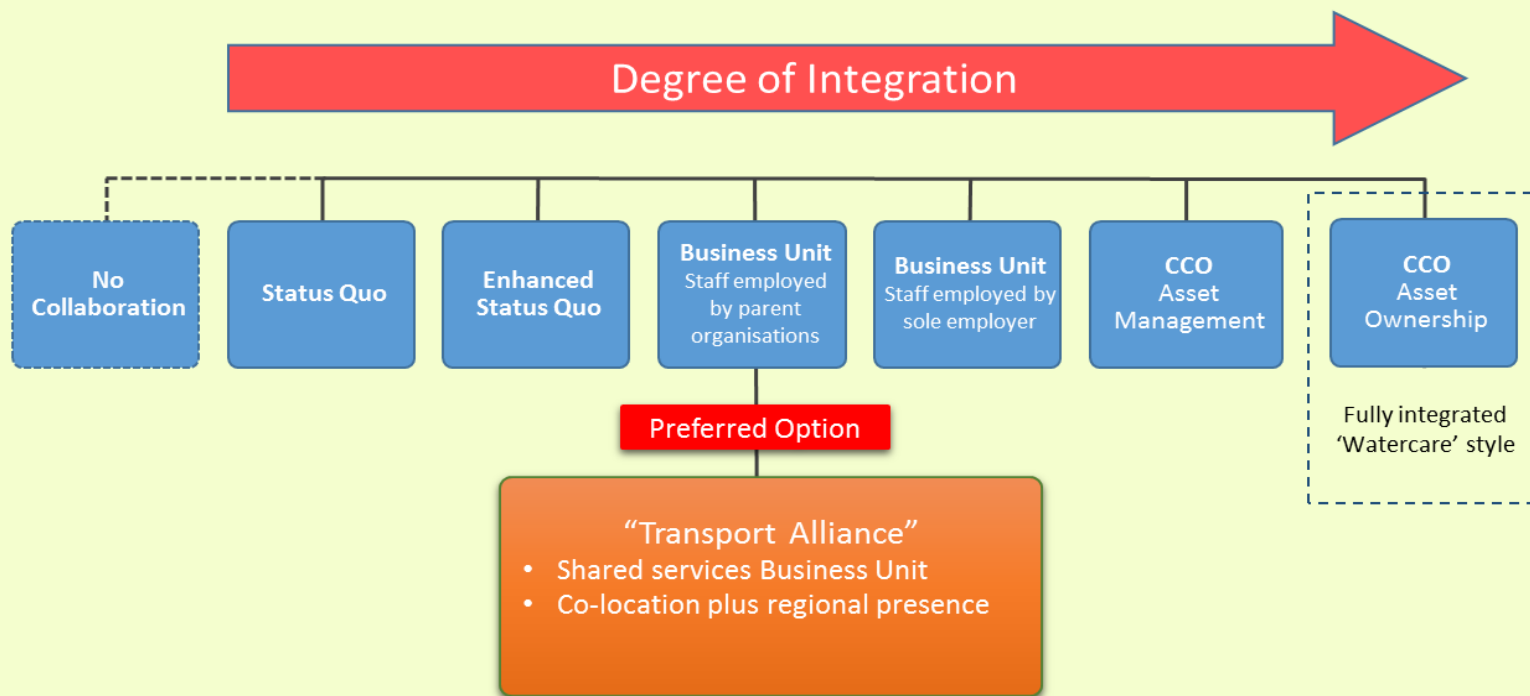 Degree of Integration
No
Collaboration
Status Quo
Enhanced
Status Quo
Business Unit
Staff employed
by parent
organisations
Business Unit
Staff employed by
sole employer
CCO
Asset
Management
CCO
Asset
Ownership
Fully integrated
‘Watercare’ style
Preferred Option
“Transport Alliance”
• Shared services Business Unit
• Co-location plus regional presence